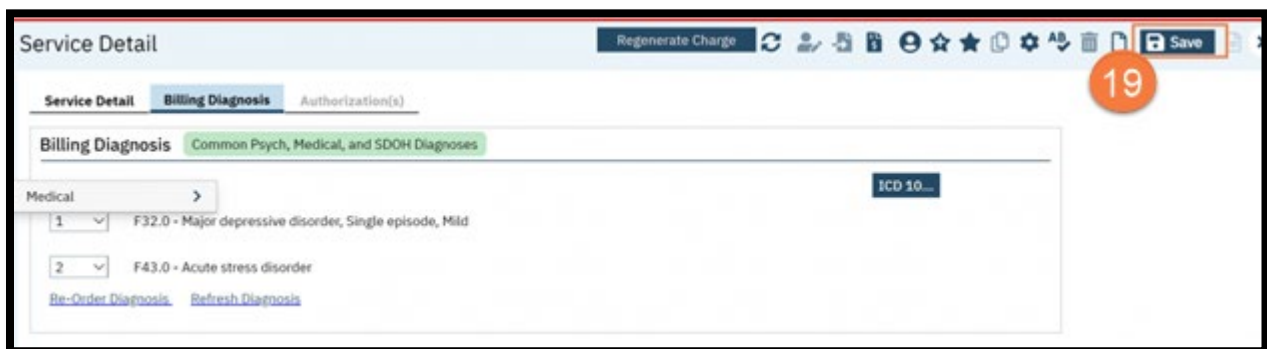 Service Detail Regenerate Charge Save
19
Service Detail Billing Diagnosis Authorization(s)
Billing Diagnosis Common Psych, Medical, and SDOH Diagnoses
ICD 10...
Medical
1 F32.0 - Major depressive disorder, Single episode, Mild
2 F43.0 - Acute stress disorder
Re-Order Diagnosis Refresh Diagnosis